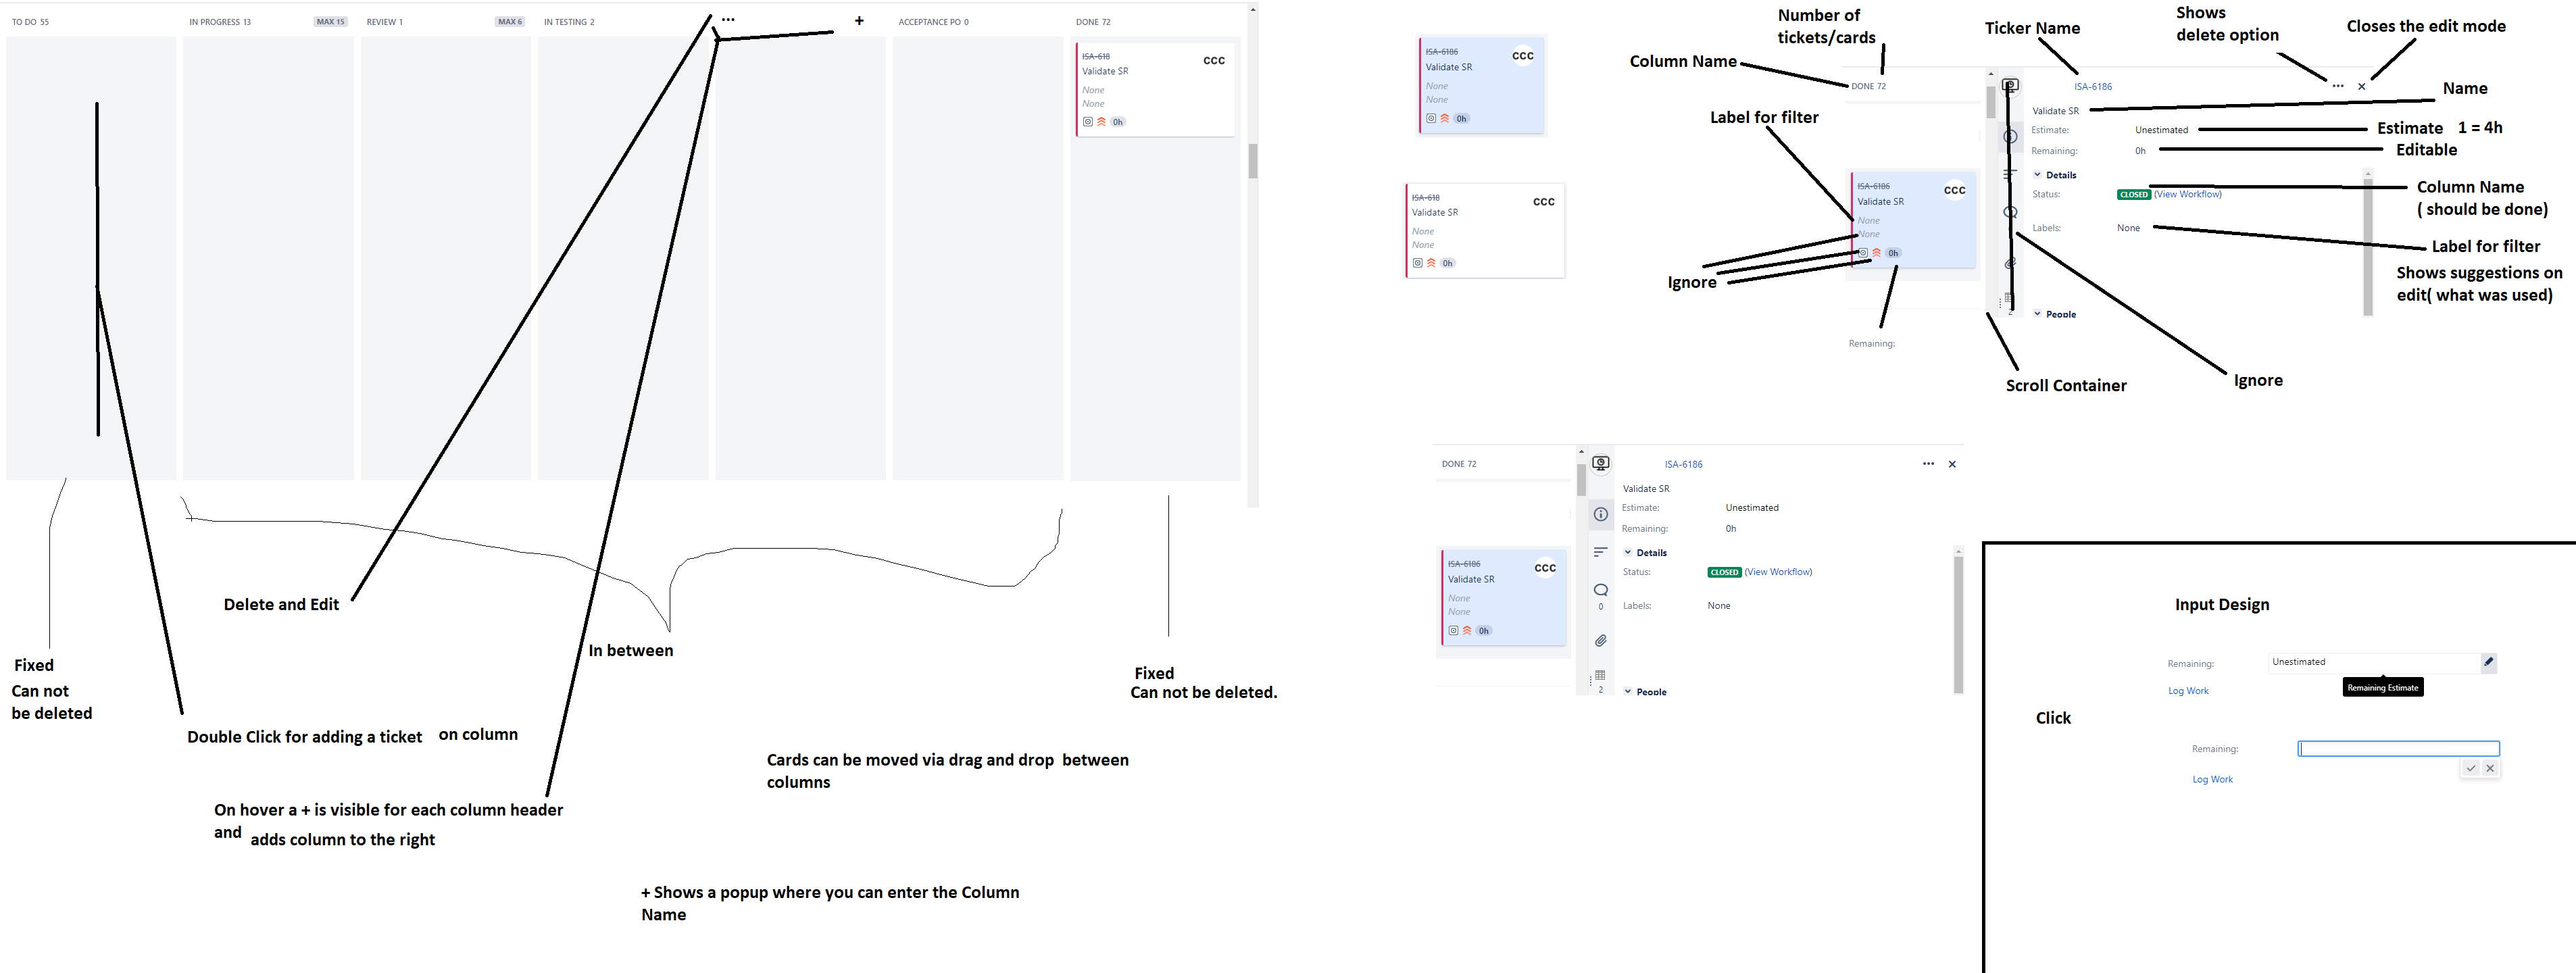 TO DO 55
IN PROGRESS 13
MAX 15
REVIEW 1
MAX 6
IN TESTING 2
...
+
ACCEPTANCE PO 0
DONE 72
ISA-618
CCC
Validate SR
None
None
0h
Fixed
Can not
be deleted
Delete and Edit
Double Click for adding a ticket on column
In between
Fixed
Can not be deleted.
On hover a + is visible for each column header
and adds column to the right
Cards can be moved via drag and drop between
columns
+ Shows a popup where you can enter the Column
Name
ISA-6186
CCC
Validate SR
None
None
0h
ISA-618
CCC
Validate SR
None
None
0h
Number of
tickets/cards
Column Name
Label for filter
Ignore
DONE 72
ISA-6186
CCC
Validate SR
None
None
0h
Remaining:
Ticker Name
Shows
delete option
Closes the edit mode
ISA-6186
...
Validate SR
Name
Estimate:
Unestimated
Estimate 1 = 4h
Remaining:
0h
Editable
Details
Status:
CLOSED (View Workflow)
Column Name
( should be done)
Labels:
None
Label for filter
Shows suggestions on
edit( what was used)
2
People
Scroll Container
Ignore
DONE 72
ISA-6186
CCC
Validate SR
None
None
0h
ISA-6186
...
Validate SR
Estimate:
Unestimated
Remaining:
0h
Details
Status:
CLOSED (View Workflow)
0
Labels:
None
2
People
Input Design
Remaining:
Unestimated
Remaining Estimate
Log Work
Click
Remaining:
Log Work